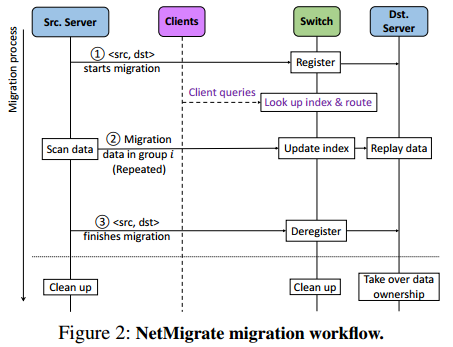 Src. Server
Clients
Switch
Dst.
Server
Migration process
① <src, dst>
starts migration
Register
Client queries
Look up index & route
Scan data
② Migration
data in group i
(Repeated)
Update index
Replay data
③ <src, dst>
finishes migration
Deregister
Clean up
Clean up
Take over data
ownership
Figure 2: NetMigrate migration workflow.